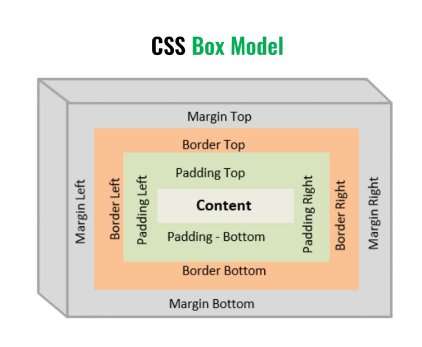 CSS Box Model
Margin Top
Border Top
Padding Top
Margin Left
Border Left
Padding Left
Content
Padding Right
Border Right
Margin Right
Padding - Bottom
Border Bottom
Margin Bottom